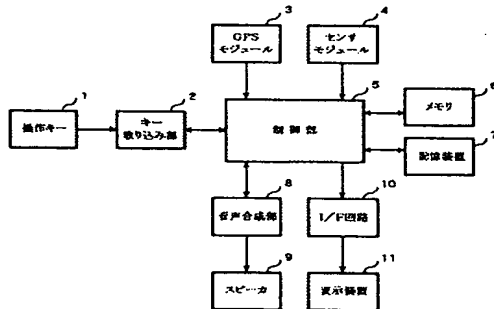 3
4
GPS
モジュール
センサ
モジュール
5
6
1
2
メモリ
操作キー
キー
取り込み部
制御部
7
記憶装置
8
10
音声合成部
I/F回路
9
11
スピーカ
表示装置